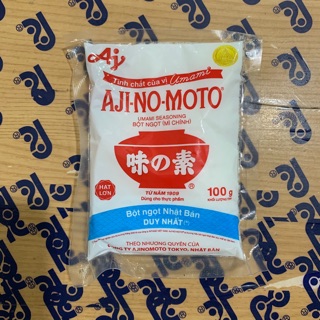 Aj
Tinh chất của vị Umami
AJI-NO-MOTO
UMAMI SEASONING
BỘT NGỌT (MÌ CHÍNH)
味の素
HẠT
LỚN
TỪ NĂM 1909
Dùng cho thực phẩm
100 g
Bột ngọt Nhật Bản
DUY NHẤT (*)
THEO NHƯỢNG QUYỀN CỦA
CÔNG TY AJINOMOTO TOKYO, NHẬT BẢN